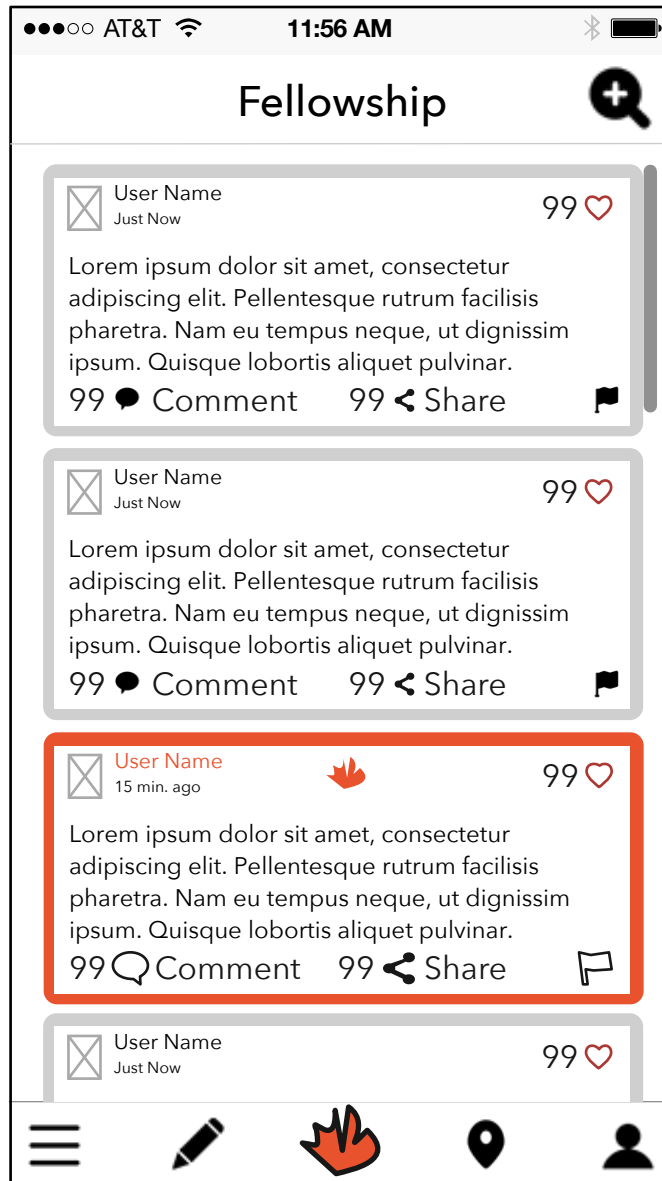 AT&T 11:56 AM
Fellowship
User Name
Just Now
99
Lorem ipsum dolor sit amet, consectetur
adipiscing elit. Pellentesque rutrum facilisis
pharetra. Nam eu tempus neque, ut dignissim
ipsum. Quisque lobortis aliquet pulvinar.
99 Comment 99 Share
User Name
Just Now
99
Lorem ipsum dolor sit amet, consectetur
adipiscing elit. Pellentesque rutrum facilisis
pharetra. Nam eu tempus neque, ut dignissim
ipsum. Quisque lobortis aliquet pulvinar.
99 Comment 99 Share
User Name
15 min. ago
99
Lorem ipsum dolor sit amet, consectetur
adipiscing elit. Pellentesque rutrum facilisis
pharetra. Nam eu tempus neque, ut dignissim
ipsum. Quisque lobortis aliquet pulvinar.
99 Comment 99 Share
User Name
Just Now
99